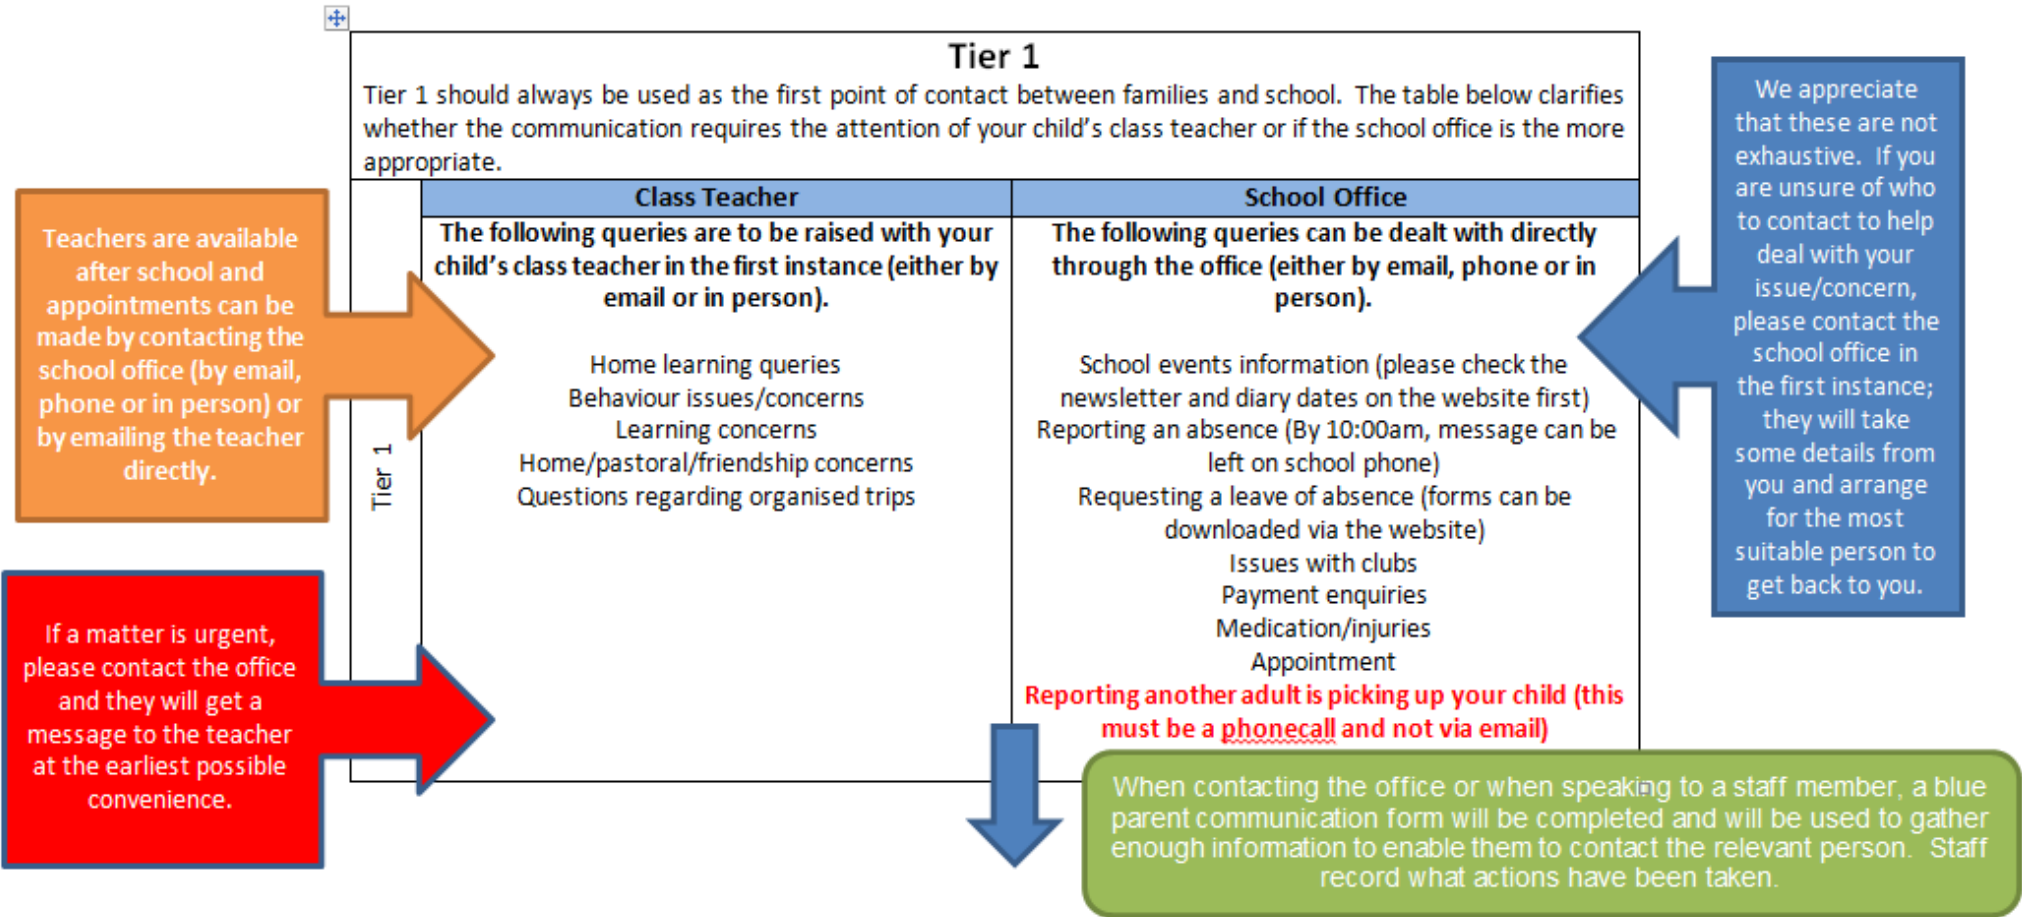 Tier 1
Tier 1 should always be used as the first point of contact between families and school. The table below clarifies
whether the communication requires the attention of your child's class teacher or if the school office is the more
appropriate.
Tier 1
Class Teacher
The following queries are to be raised with your
child's class teacher in the first instance (either by
email or in person).
Home learning queries
Behaviour issues/concerns
Learning concerns
Home/pastoral/friendship concerns
Questions regarding organised trips
School Office
The following queries can be dealt with directly
through the office (either by email, phone or in
person).
School events information (please check the
newsletter and diary dates on the website first)
Reporting an absence (By 10:00am, message can be
left on school phone)
Requesting a leave of absence (forms can be
downloaded via the website)
Issues with clubs
Payment enquiries
Medication/injuries
Appointment
Reporting another adult is picking up your child (this
must be a phonecall and not via email)
Teachers are available
after school and
appointments can be
made by contacting the
school office (by email,
phone or in person) or
by emailing the teacher
directly.
If a matter is urgent,
please contact the office
and they will get a
message to the teacher
at the earliest possible
convenience.
We appreciate
that these are not
exhaustive. If you
are unsure of who
to contact to help
deal with your
issue/concern,
please contact the
school office in
the first instance;
they will take
some details from
you and arrange
for the most
suitable person to
get back to you.
When contacting the office or when speaking to a staff member, a blue
parent communication form will be completed and will be used to gather
enough information to enable them to contact the relevant person. Staff
record what actions have been taken.